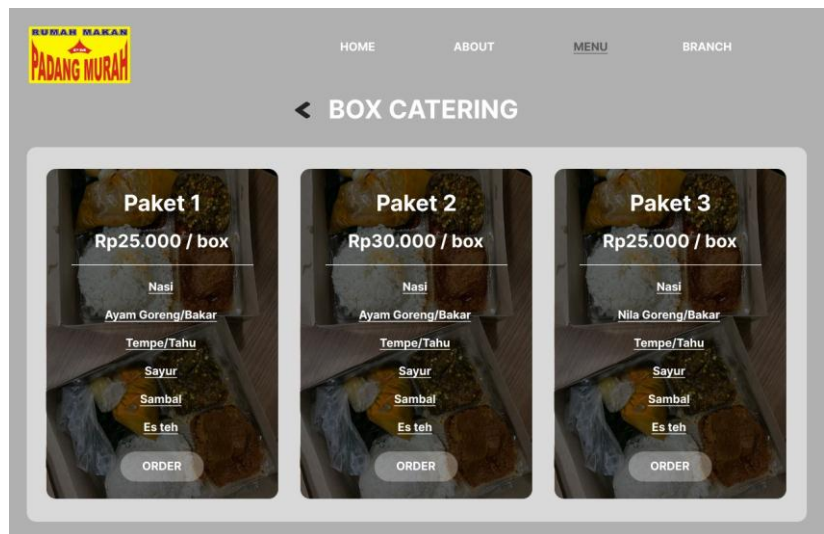 RUMAH MAKAN
PADANG MURAH
HOME
ABOUT
MENU
BRANCH
< BOX CATERING
Paket 1
Rp25.000 / box
Nasi
Ayam Goreng/Bakar
Tempe/Tahu
Sayur
Sambal
Es teh
ORDER
Paket 2
Rp30.000 / box
Nasi
Ayam Goreng/Bakar
Tempe/Tahu
Sayur
Sambal
Es teh
ORDER
Paket 3
Rp25.000 / box
Nasi
Nila Goreng/Bakar
Tempe/Tahu
Sayur
Sambal
Es teh
ORDER